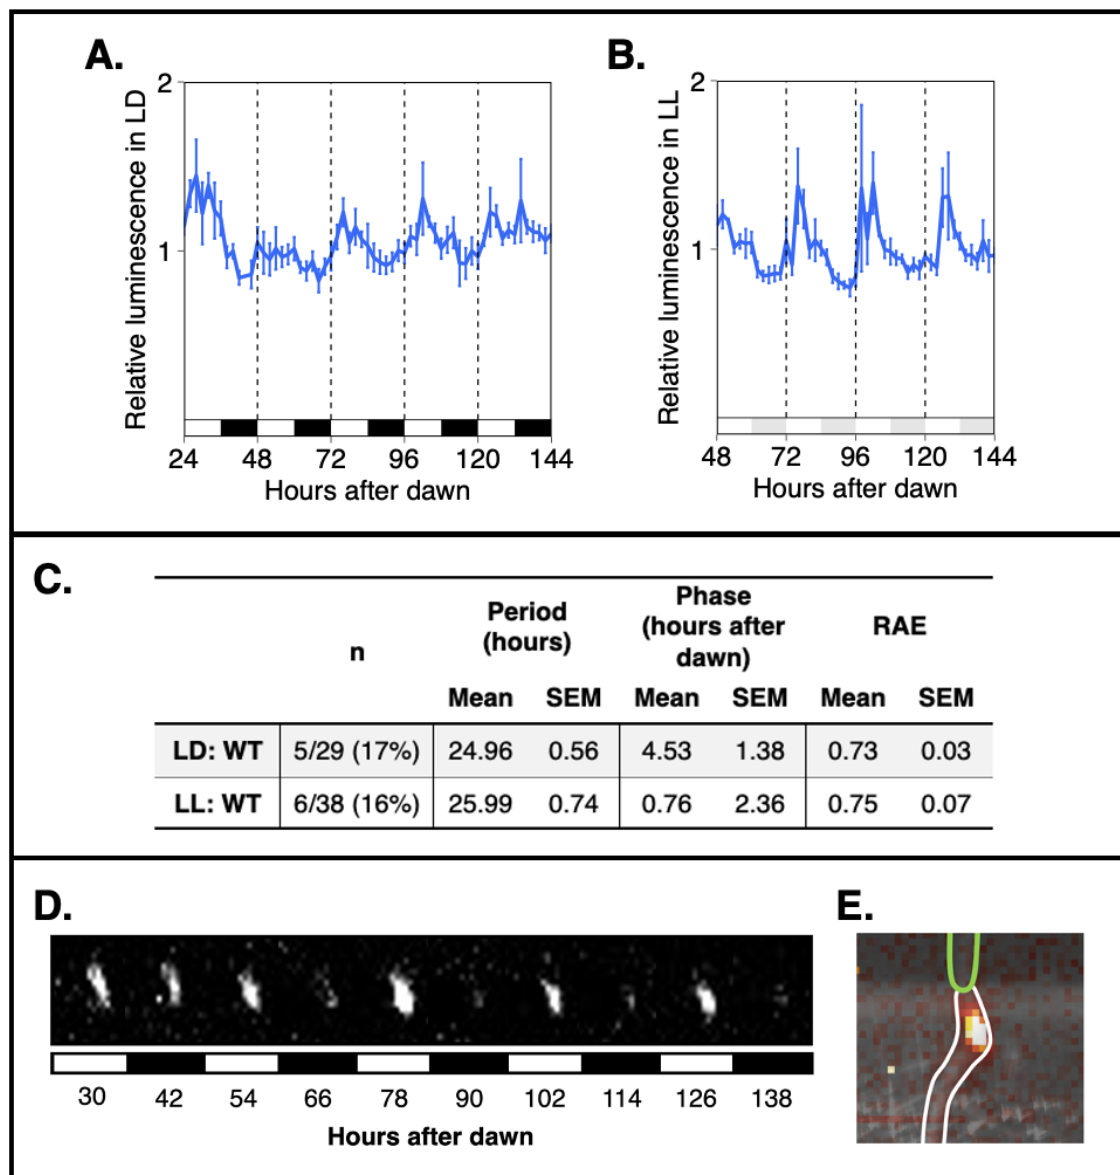 A.
Relative luminescence in LD
2
1
24 48 72 96 120 144
Hours after dawn
B.
Relative luminescence in LL
2
1
48 72 96 120 144
Hours after dawn
C.
n
Period
(hours)
Phase
(hours after
dawn)
RAE
Mean SEM Mean SEM Mean SEM
LD: WT 5/29 (17%) 24.96 0.56 4.53 1.38 0.73 0.03
LL: WT 6/38 (16%) 25.99 0.74 0.76 2.36 0.75 0.07
D.
30 42 54 66 78 90 102 114 126 138
Hours after dawn
E.